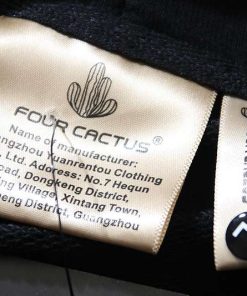 FOUR CACTUS®
Name of manufacturer:
Guangzhou Yuanrentou Clothing
Ltd. Address: No.7 Hequn
Road, Dongkeng District,
Village, Xintang Town,
District, Guangzhou